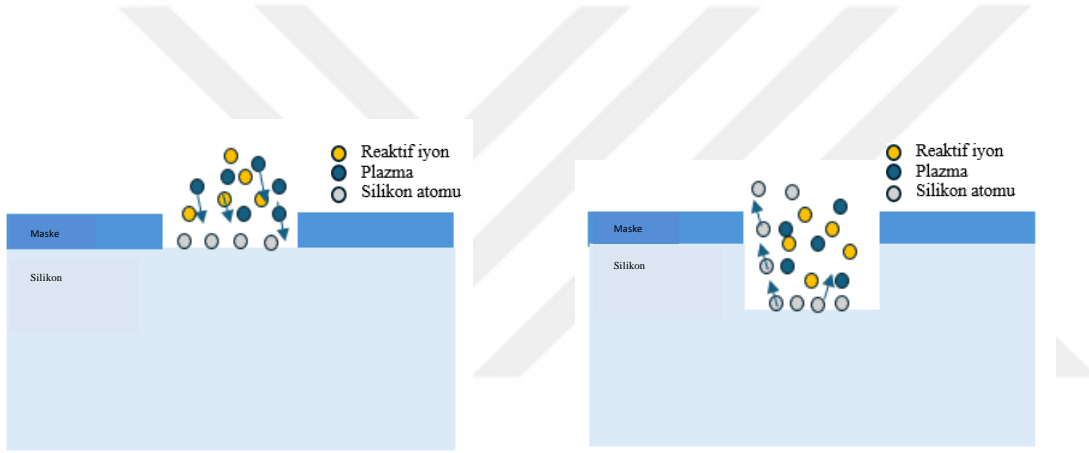 Reaktif iyon
Plazma
Silikon atomu
Maske
Silikon
Reaktif iyon
Plazma
Silikon atomu
Maske
Silikon